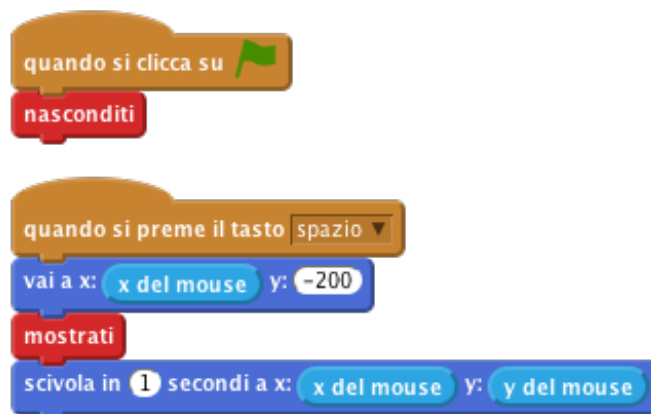 quando si clicca su
nasconditi
quando si preme il tasto spazio
vai a x: x del mouse y: -200
mostrati
scivola in 1 secondi a x: x del mouse y: y del mouse